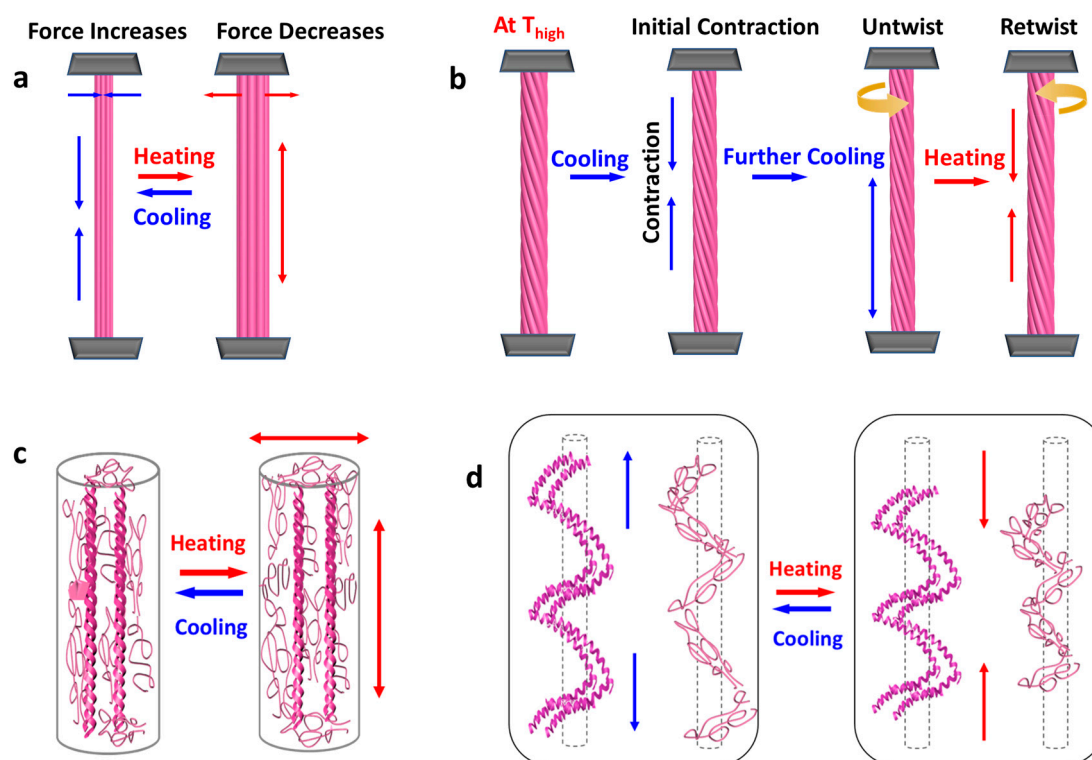 Force Increases
Force Decreases
a
Heating
Cooling
At Thigh
Initial Contraction
Untwist
Retwist
b
Cooling
Contraction
Further Cooling
Heating
c
Heating
Cooling
d
Heating
Cooling